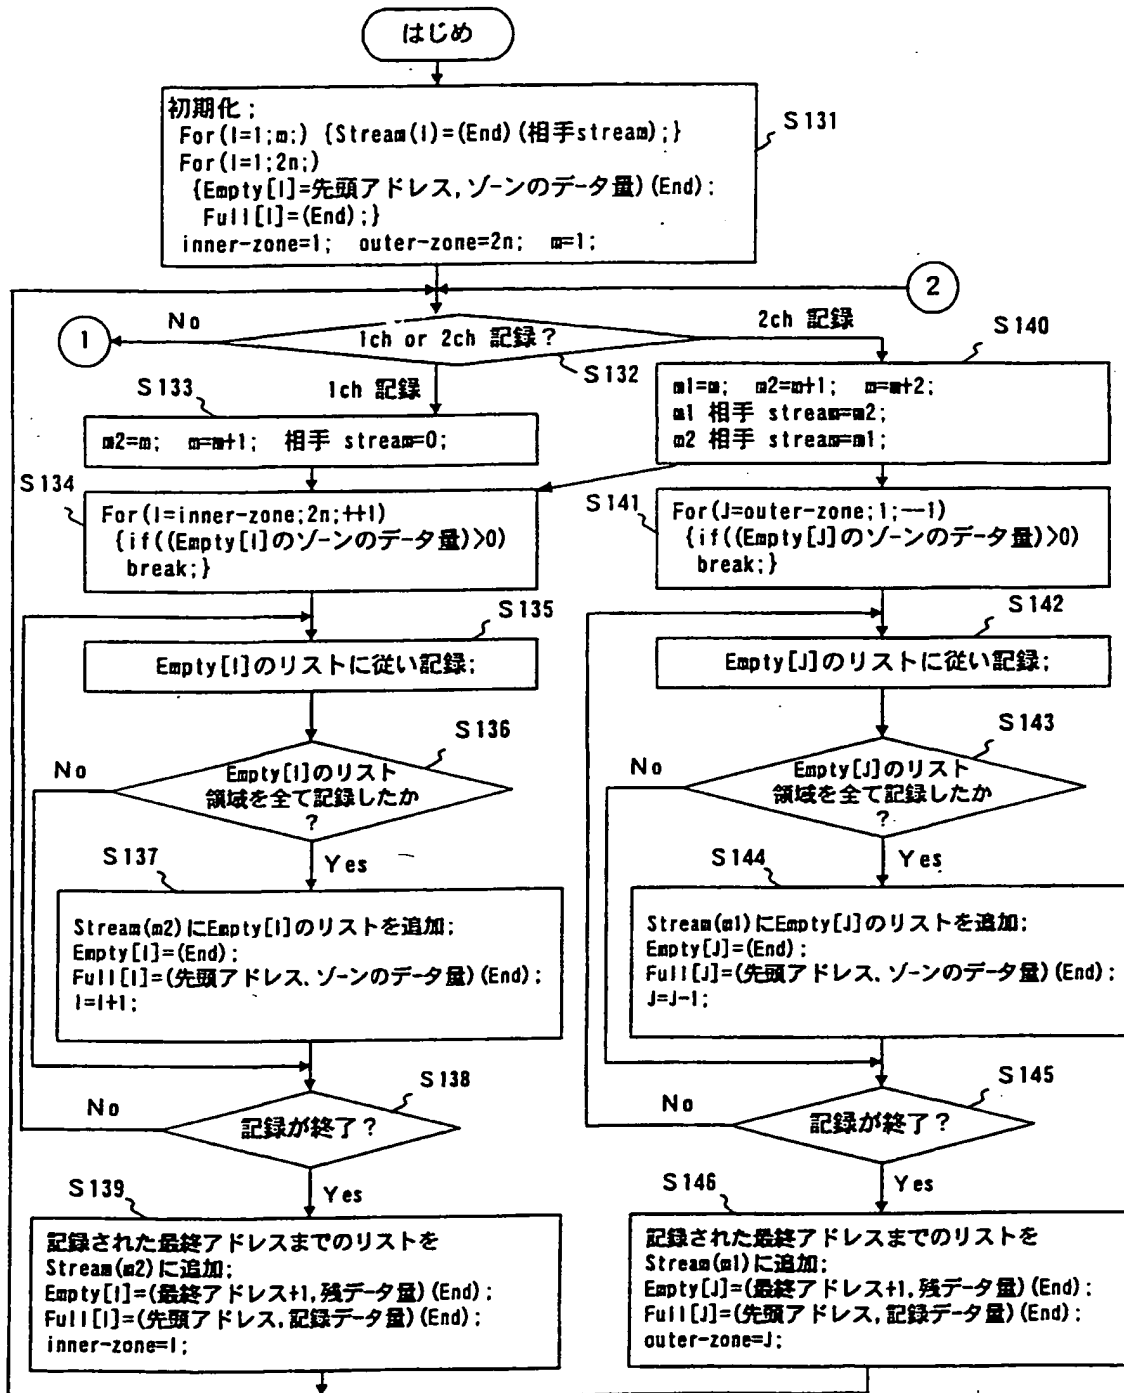 はじめ
初期化;
For(I=1;m;) {Stream(I)=(End)(相手stream);}
For(I=1;2n;)
{Empty[I]=先頭アドレス,ゾーンのデータ量)(End);
Full[I]=(End);}
inner-zone=1; outer-zone=2n; m=1;
S131
2
No
1
1ch or 2ch 記録?
2ch 記録
S132
S140
S133
1ch 記録
m2=m; m=m+1; 相手 stream=0;
m1=m; m2=m+1; m=m+2;
m1 相手 stream=m2;
m2 相手 stream=m1;
S134
For(I=inner-zone;2n;++I)
{if((Empty[I]のゾーンのデータ量)>0)
break;}
S141
For(J=outer-zone;1;--1)
{if((Empty[J]のゾーンのデータ量)>0)
break;}
S135
Empty[I]のリストに従い記録;
S142
Empty[J]のリストに従い記録;
S136
No
Empty[I]のリスト
領域を全て記録したか
?
S143
No
Empty[J]のリスト
領域を全て記録したか
?
S137
Yes
Stream(m2)にEmpty[I]のリストを追加;
Empty[I]=(End);
Full[I]=(先頭アドレス,ゾーンのデータ量)(End);
I=I+1;
S144
Yes
Stream(m1)にEmpty[J]のリストを追加;
Empty[J]=(End);
Full[J]=(先頭アドレス,ゾーンのデータ量)(End);
J=J-1;
S138
No
記録が終了?
S145
No
記録が終了?
S139
Yes
記録された最終アドレスまでのリストを
Stream(m2)に追加;
Empty[I]=(最終アドレス+1,残データ量)(End);
Full[I]=(先頭アドレス,記録データ量)(End);
inner-zone=I;
S146
Yes
記録された最終アドレスまでのリストを
Stream(m1)に追加;
Empty[J]=(最終アドレス+1,残データ量)(End);
Full[J]=(先頭アドレス,記録データ量)(End);
outer-zone=J;